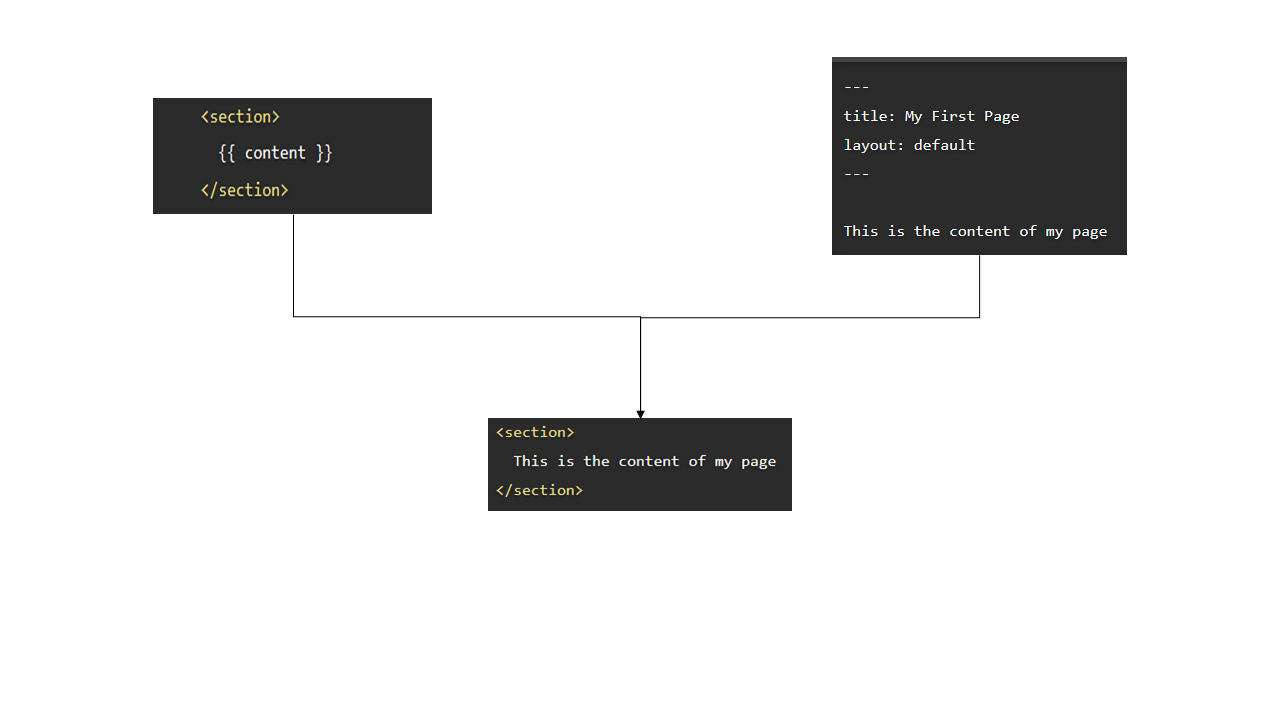 <section>
{{ content }}
</section>
---
title: My First Page
layout: default
---
This is the content of my page
<section>
This is the content of my page
</section>